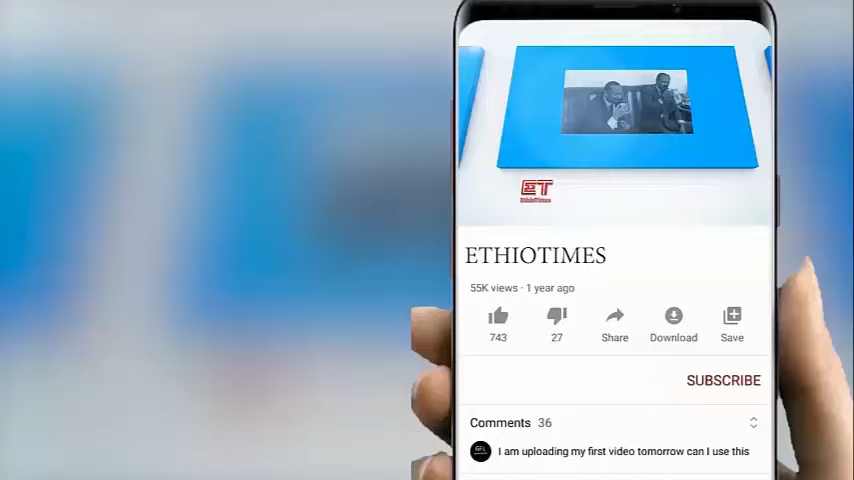 ET
EthioTimes
ETHIOTIMES
55K views · 1 year ago
743
27
Share
Download
Save
SUBSCRIBE
Comments 36
GFL
I am uploading my first video tomorrow can I use this